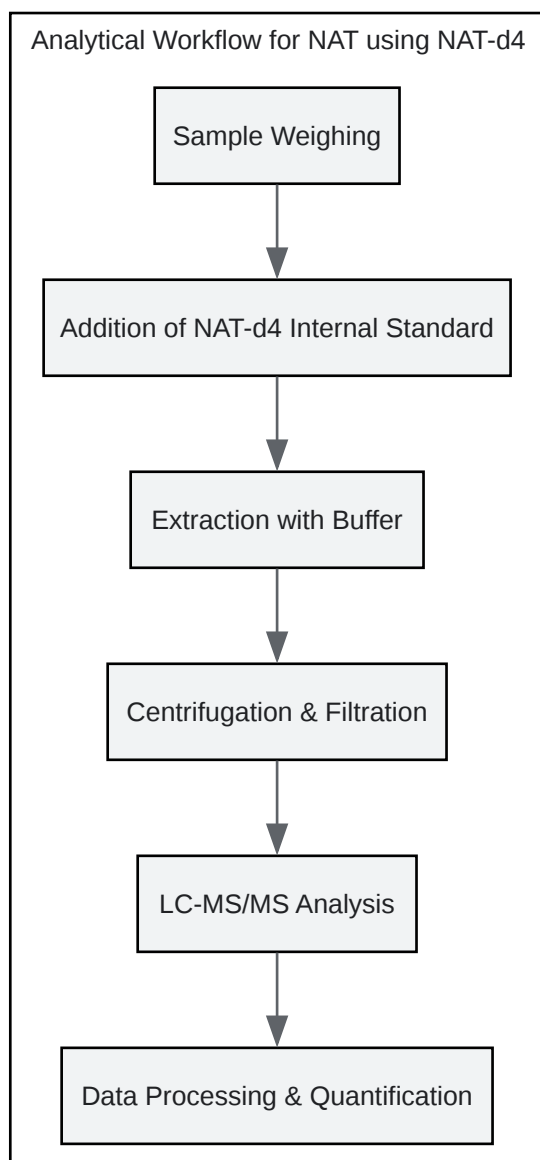 Analytical Workflow for NAT using NAT-d4
Sample Weighing
Addition of NAT-d4 Internal Standard
Extraction with Buffer
Centrifugation & Filtration
LC-MS/MS Analysis
Data Processing & Quantification